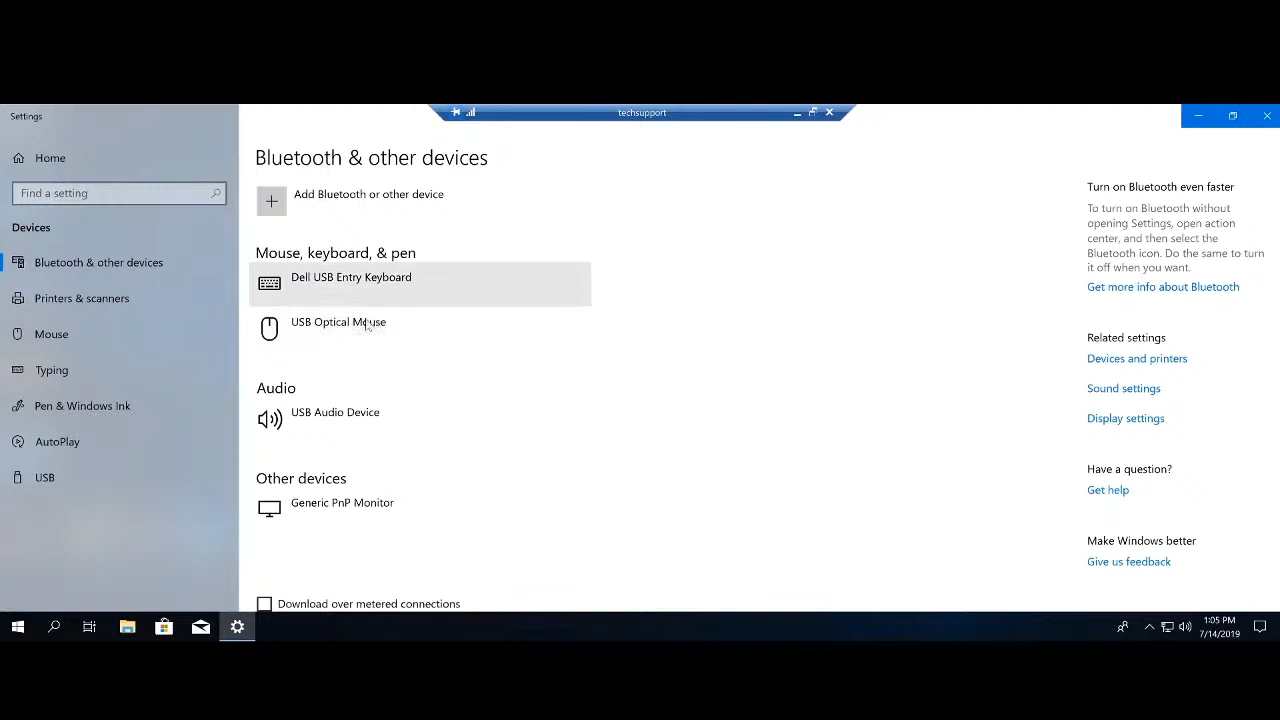 techsupport
Settings
Home
Find a setting
Devices
Bluetooth & other devices
Printers & scanners
Mouse
Typing
Pen & Windows Ink
AutoPlay
USB
Bluetooth & other devices
Add Bluetooth or other device
Mouse, keyboard, & pen
Dell USB Entry Keyboard
USB Optical Mouse
Audio
USB Audio Device
Other devices
Generic PnP Monitor
Download over metered connections
Turn on Bluetooth even faster
To turn on Bluetooth without
opening Settings, open action
center, and then select the
Bluetooth icon. Do the same to turn
it off when you want.
Get more info about Bluetooth
Related settings
Devices and printers
Sound settings
Display settings
Have a question?
Get help
Make Windows better
Give us feedback
1:05 PM
7/14/2019